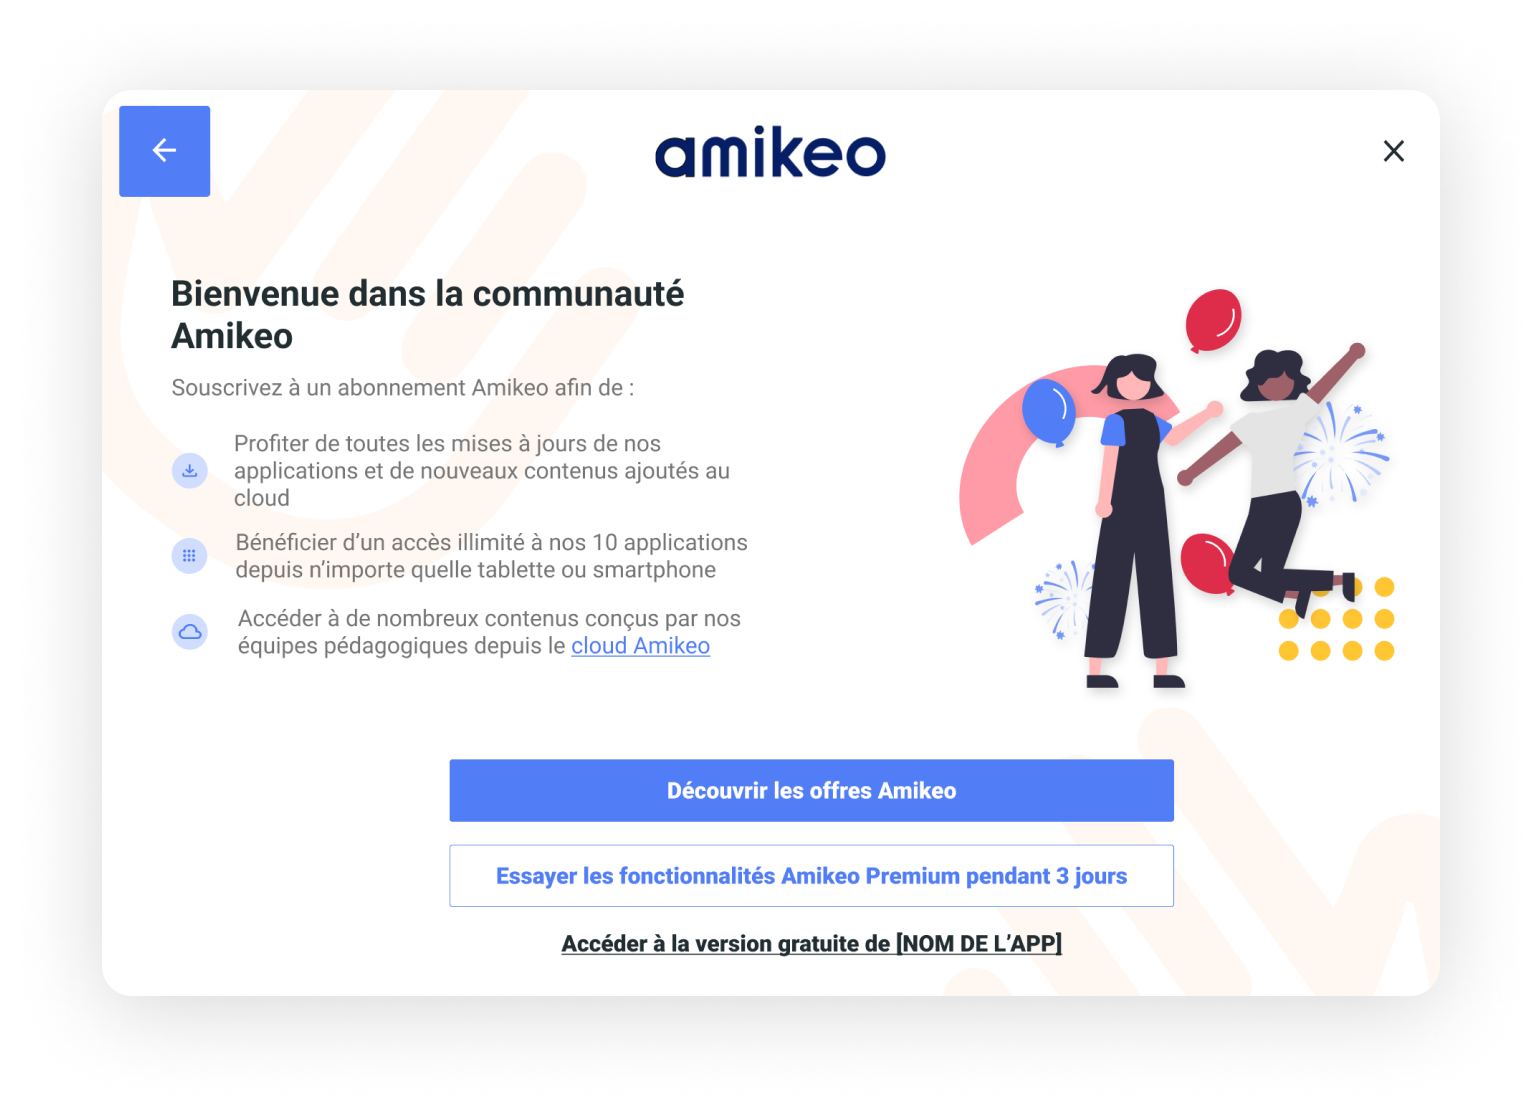 amikeo
Bienvenue dans la communauté
Amikeo
Souscrivez à un abonnement Amikeo afin de :
Profiter de toutes les mises à jours de nos
applications et de nouveaux contenus ajoutés au
cloud
Bénéficier d’un accès illimité à nos 10 applications
depuis n’importe quelle tablette ou smartphone
Accéder à de nombreux contenus conçus par nos
équipes pédagogiques depuis le cloud Amikeo
Découvrir les offres Amikeo
Essayer les fonctionnalités Amikeo Premium pendant 3 jours
Accéder à la version gratuite de [NOM DE L’APP]